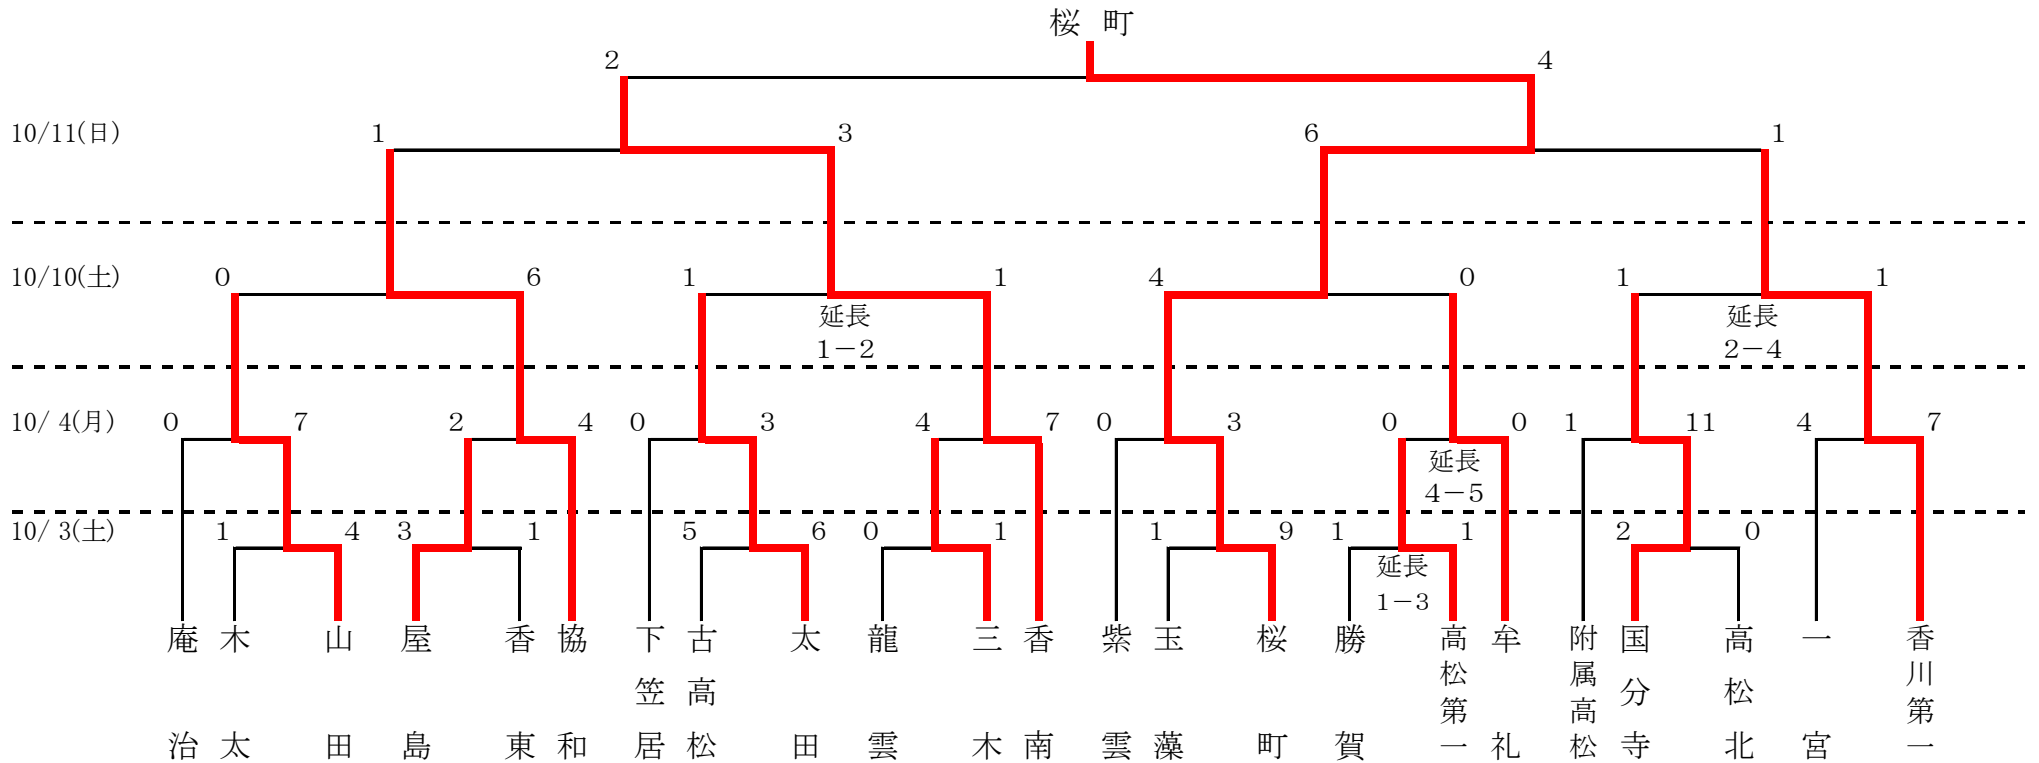 桜町
2 4
10/11(日) 1 3 6 1
10/10(土) 0 6 1 1 4 0 1 1
延長 延長
1－2 2－4
10/ 4(月) 0 7 2 4 0 3 4 7 0 3 0 0 1 11 4 7
延長
4－5
10/ 3(土) 1 4 3 1 5 6 0 1 1 9 1 1 2 0
延長
1－3
庵治
木太
山田
屋島
香東
協和
下笠居
古高松
太田
龍雲
三木
香南
紫雲
玉藻
桜町
勝賀
高松第一
牟礼
附属高松
国分寺
高松北
一宮
香川第一